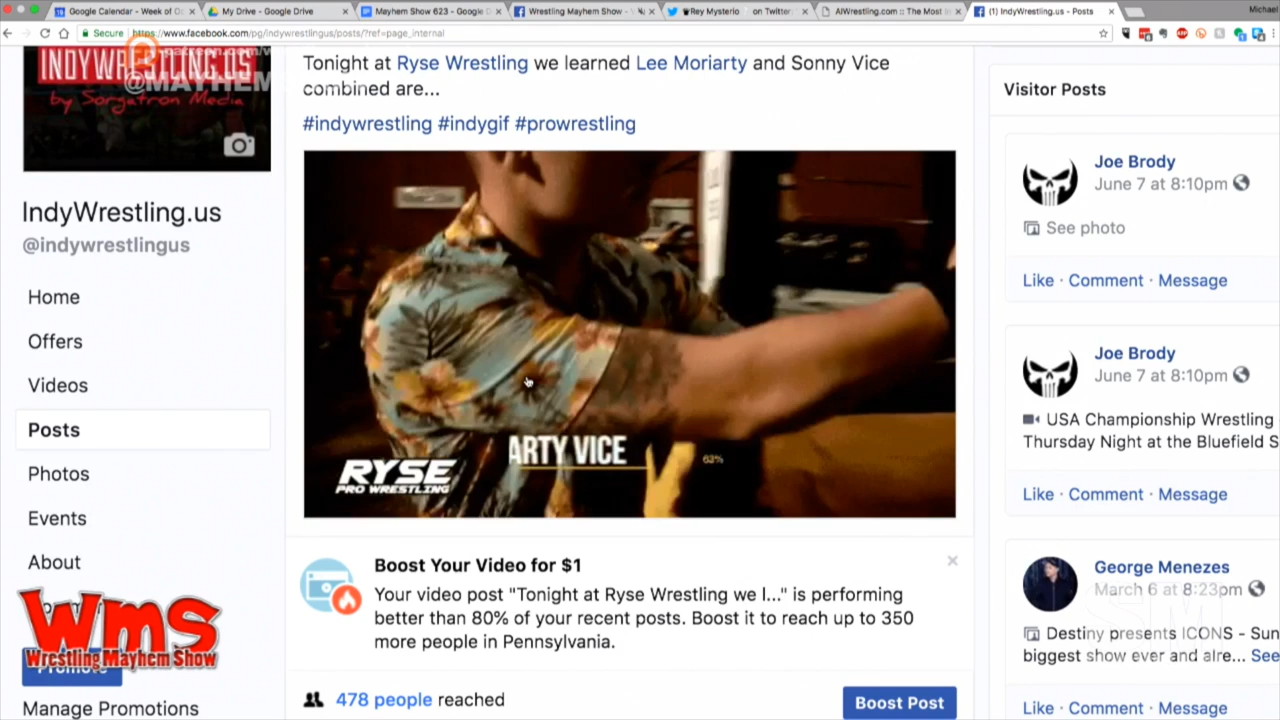 Google Calendar - Week of O
My Drive - Google Drive
Mayhem Show 623 - Google D
Wrestling Mayhem Show -
Rey Mysterio on Twitter:
AIWrestling.com :: The Most In
(1) IndyWrestling.us - Posts
Michael
Secure
https://www.facebook.com/pg/indywrestlingus/posts/?ref=page_internal
INDYWRESTLING.US
by Sorgatron Media
@MAYHEM
IndyWrestling.us
@indywrestlingus
Home
Offers
Videos
Posts
Photos
Events
About
Promote
Manage Promotions
WMS
Wrestling Mayhem Show
Tonight at Ryse Wrestling we learned Lee Moriarty and Sonny Vice
combined are...
#indywrestling #indygif #prowrestling
ARTY VICE
63%
RYSE
PRO WRESTLING
Boost Your Video for $1
Your video post "Tonight at Ryse Wrestling we l..." is performing
better than 80% of your recent posts. Boost it to reach up to 350
more people in Pennsylvania.
478 people reached
Boost Post
Visitor Posts
Joe Brody
June 7 at 8:10pm
See photo
Like · Comment · Message
Joe Brody
June 7 at 8:10pm
USA Championship Wrestling
Thursday Night at the Bluefield S
Like · Comment · Message
George Menezes
March 6 at 8:23pm
Destiny presents ICONS - Sun
biggest show ever and alre... See
Like · Comment · Message
SM